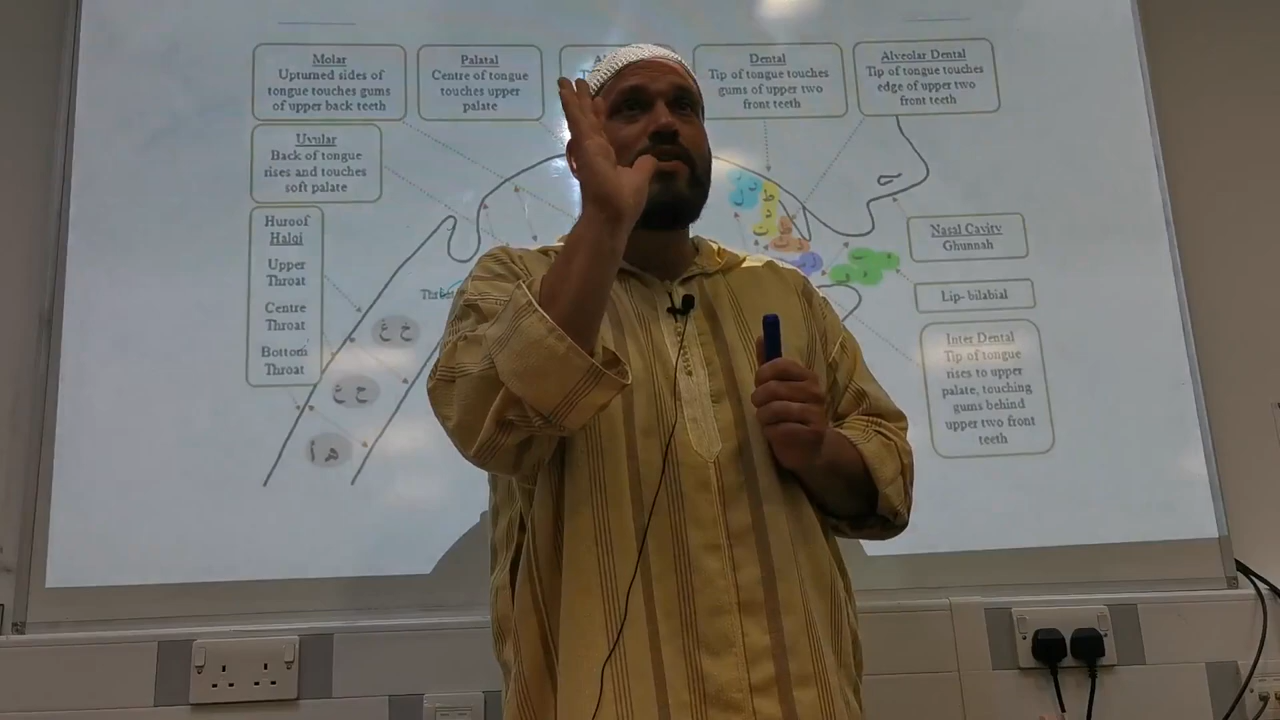 Molar
Upturned sides of
tongue touches gums
of upper back teeth
Palatal
Centre of tongue
touches upper
palate
Dental
Tip of tongue touches
gums of upper two
front teeth
Alveolar Dental
Tip of tongue touches
edge of upper two
front teeth
Uvular
Back of tongue
rises and touches
soft palate
Huroof
Halqi
Upper
Throat
Centre
Throat
Bottom
Throat
خ غ
ح ع
ه ا
Nasal Cavity
Ghunnah
Lip- bilabial
Inter Dental
Tip of tongue
rises to upper
palate, touching
gums behind
upper two front
teeth